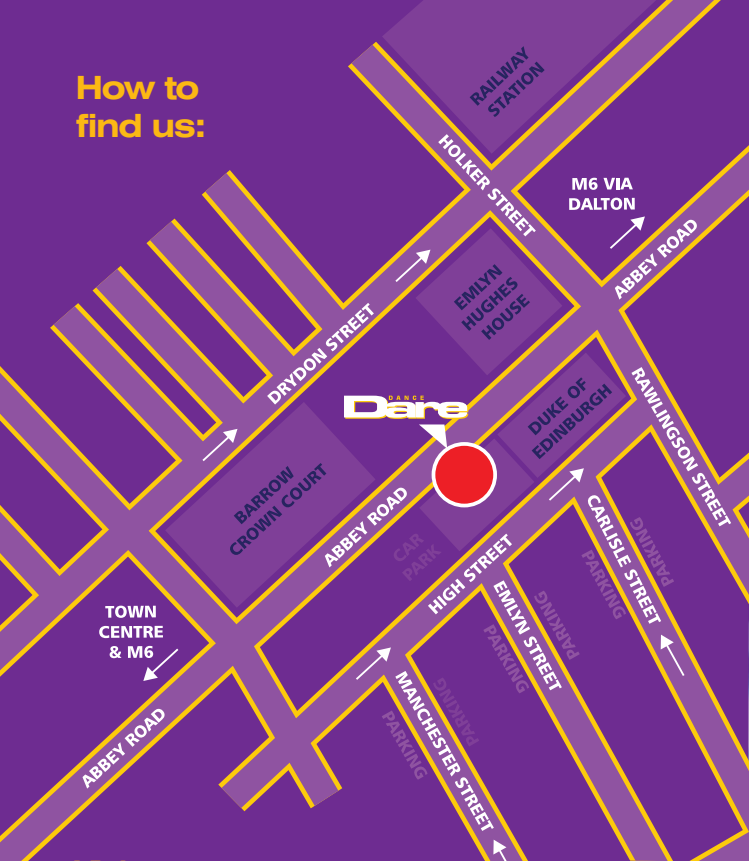 How to
find us:
RAILWAY
STATION
HOLKER STREET
M6 VIA
DALTON
ABBEY ROAD
EMLYN
HUGHES
HOUSE
DRYDON STREET
DANCE
Dare
DUKE OF
EDINBURGH
RAWLINGSON STREET
BARROW
CROWN COURT
ABBEY ROAD
CAR
PARK
HIGH STREET
CARLISLE STREET
PARKING
PARKING
EMLYN STREET
PARKING
PARKING
TOWN
CENTRE
& M6
ABBEY ROAD
MANCHESTER STREET
PARKING
PARKING